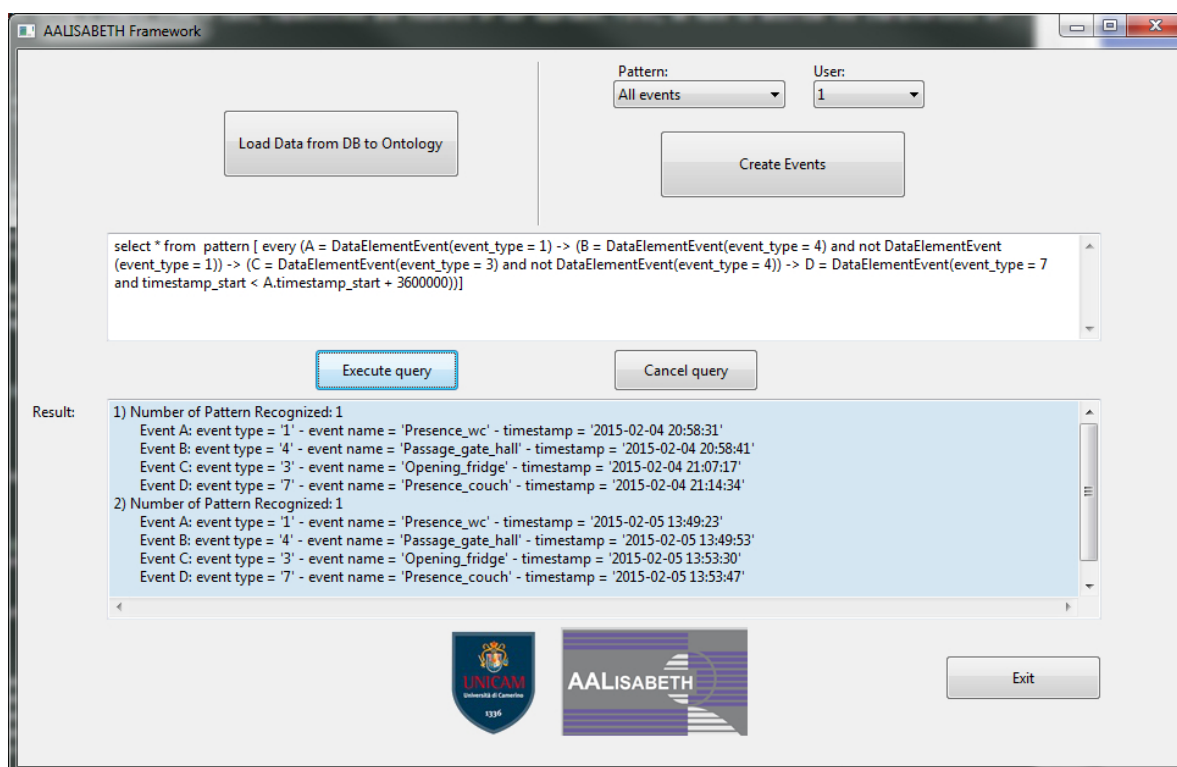 AALISABETH Framework
Pattern:
User:
All events
1
Load Data from DB to Ontology
Create Events
select * from  pattern [ every (A = DataElementEvent(event_type = 1) -> (B = DataElementEvent(event_type = 4) and not DataElementEvent
(event_type = 1)) -> (C = DataElementEvent(event_type = 3) and not DataElementEvent(event_type = 4)) -> D = DataElementEvent(event_type = 7
and timestamp_start < A.timestamp_start + 3600000))]
Execute query
Cancel query
Result:
1) Number of Pattern Recognized: 1
Event A: event type = '1' - event name = 'Presence_wc' - timestamp = '2015-02-04 20:58:31'
Event B: event type = '4' - event name = 'Passage_gate_hall' - timestamp = '2015-02-04 20:58:41'
Event C: event type = '3' - event name = 'Opening_fridge' - timestamp = '2015-02-04 21:07:17'
Event D: event type = '7' - event name = 'Presence_couch' - timestamp = '2015-02-04 21:14:34'
2) Number of Pattern Recognized: 1
Event A: event type = '1' - event name = 'Presence_wc' - timestamp = '2015-02-05 13:49:23'
Event B: event type = '4' - event name = 'Passage_gate_hall' - timestamp = '2015-02-05 13:49:53'
Event C: event type = '3' - event name = 'Opening_fridge' - timestamp = '2015-02-05 13:53:30'
Event D: event type = '7' - event name = 'Presence_couch' - timestamp = '2015-02-05 13:53:47'
UNICAM
Università di Camerino
1336
AALISABETH
Exit